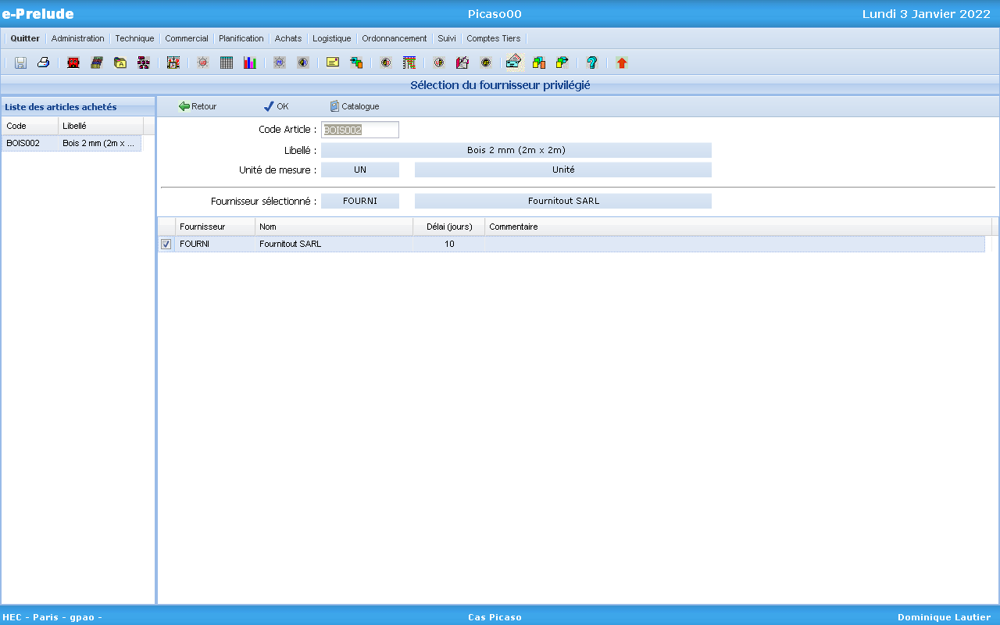 e-Prelude Picaso00 Lundi 3 Janvier 2022
Quitter Administration Technique Commercial Planification Achats Logistique Ordonnancement Suivi Comptes Tiers
Sélection du fournisseur privilégié
Liste des articles achetés
Code Libellé
BOIS002 Bois 2 mm (2m x ...
Retour OK Catalogue
Code Article : BOIS002
Libellé : Bois 2 mm (2m x 2m)
Unité de mesure : UN Unité
Fournisseur sélectionné : FOURNI Fournitout SARL
Fournisseur Nom Délai (jours) Commentaire
FOURNI Fournitout SARL 10
HEC - Paris - gpao - Cas Picaso Dominique Lautier